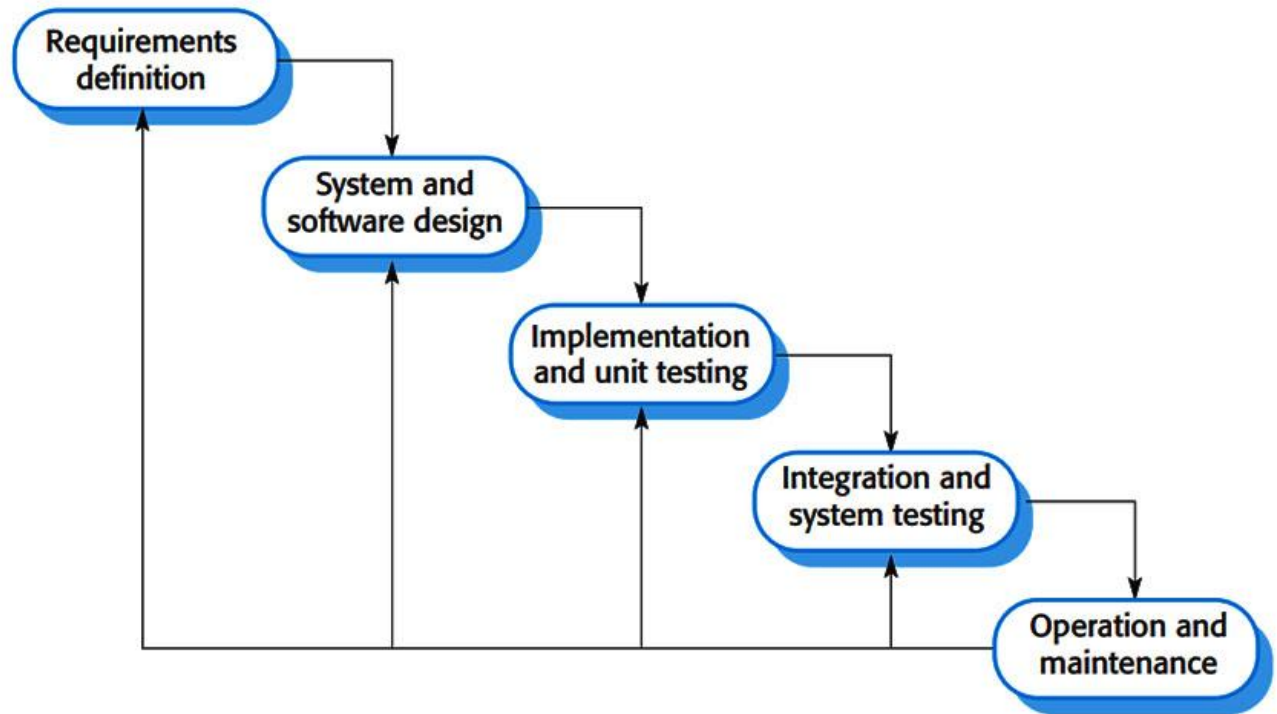 Requirements
definition
System and
software design
Implementation
and unit testing
Integration and
system testing
Operation and
maintenance